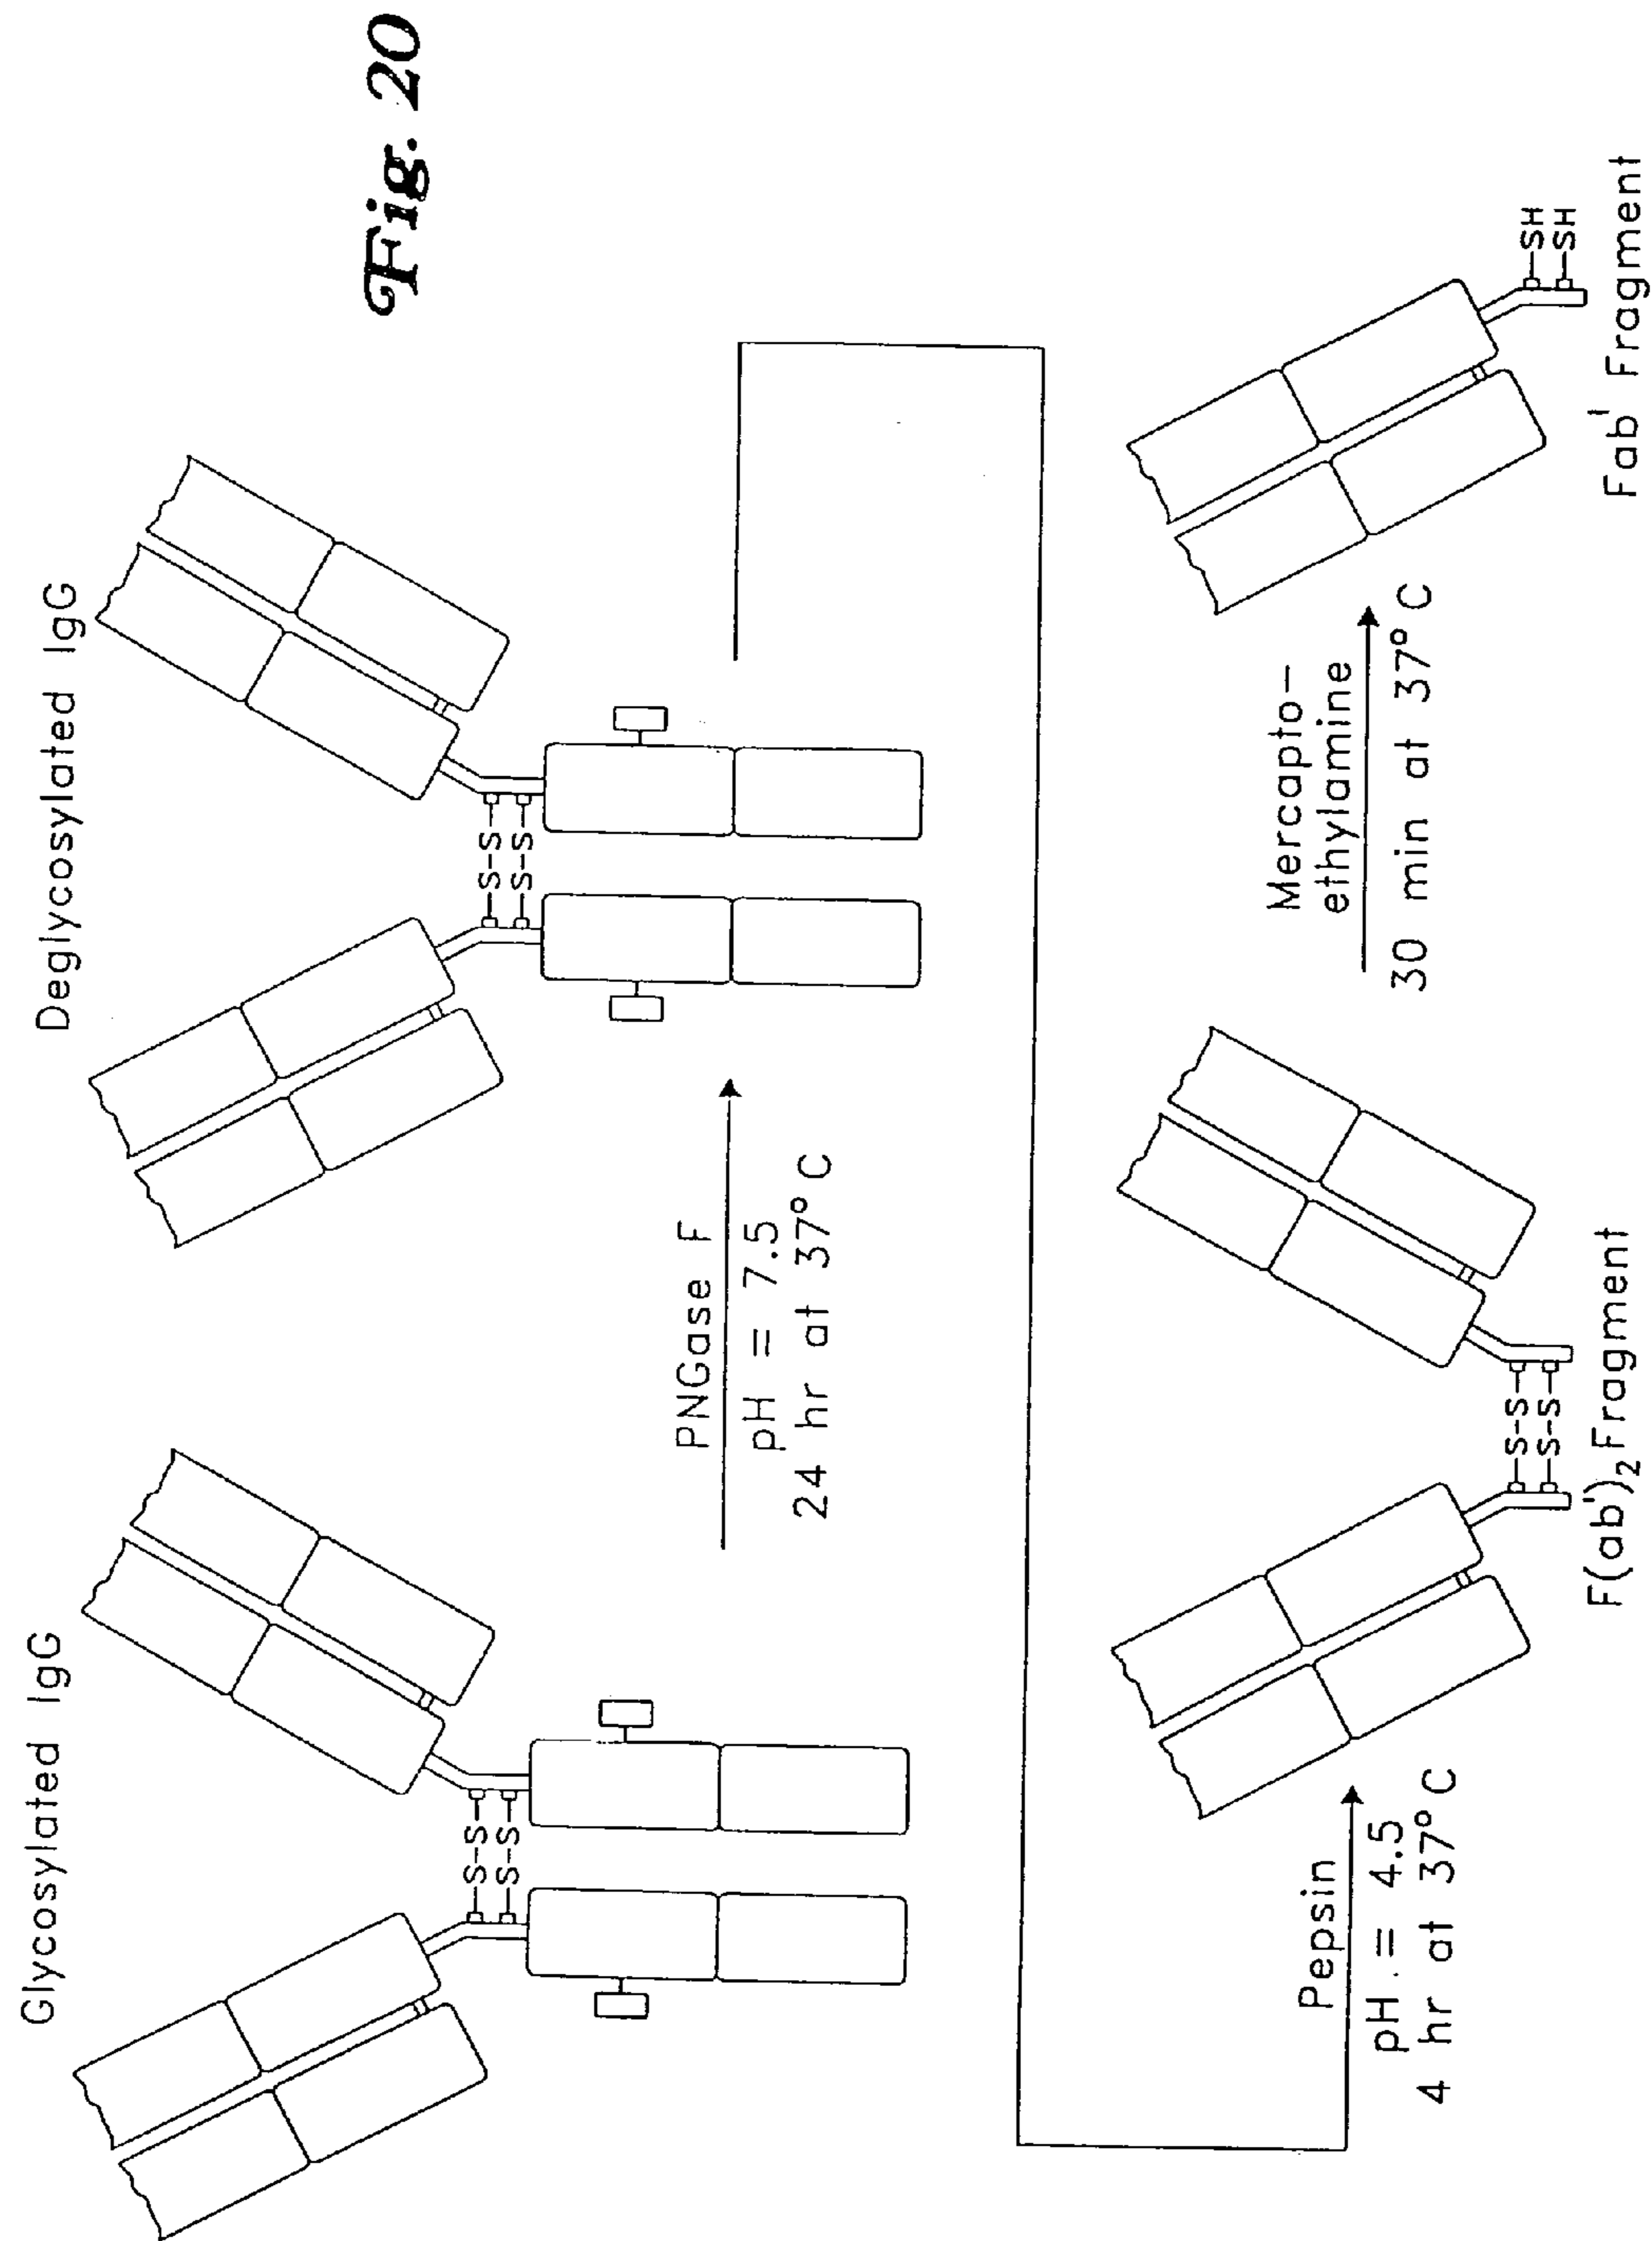 Fig. 20
Glycosylated IgG
Deglycosylated IgG
S-S
S-S
S-S
S-S
PNGase F
pH = 7.5
24 hr at 37°C
Pepsin
pH.= 4.5
4 hr at 37°C
S-S
S-S
F(ab')2 Fragment
Mercapto-
ethylamine
30 min at 37°C
SH
SH
Fab' Fragment